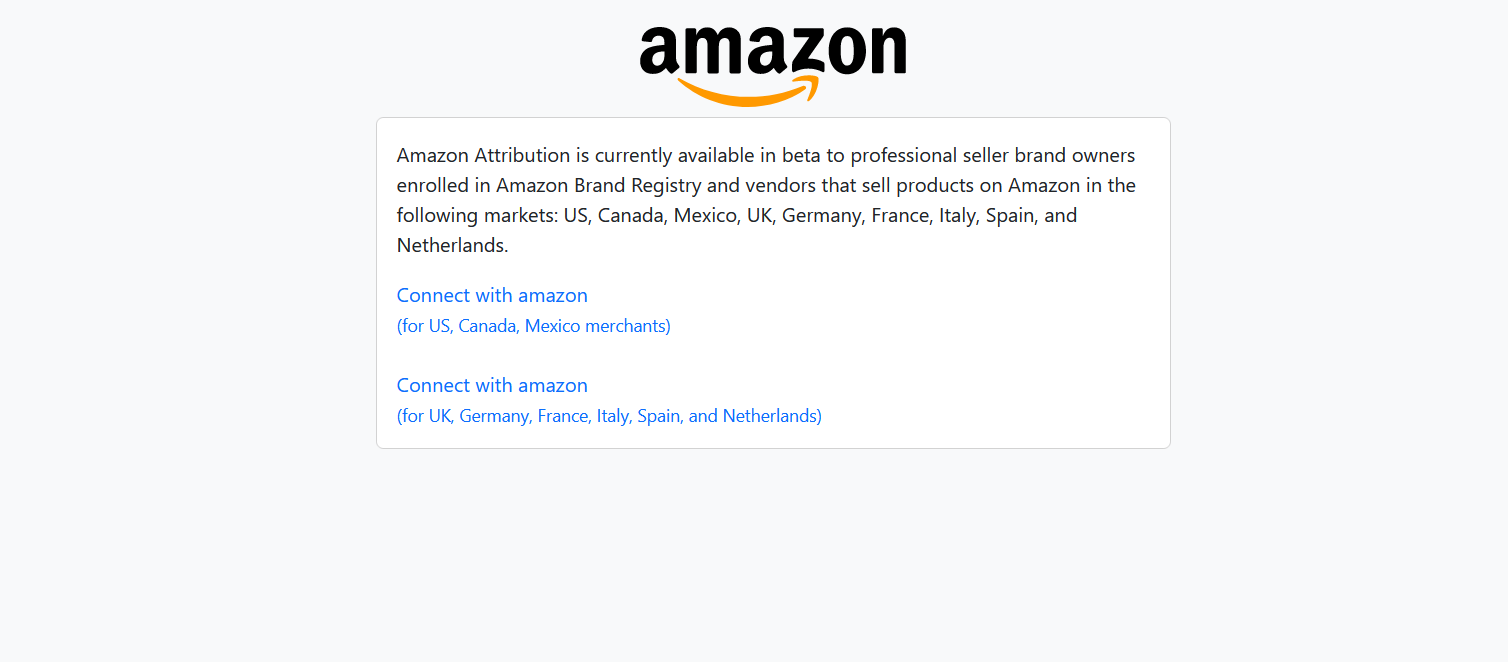 amazon
Amazon Attribution is currently available in beta to professional seller brand owners
enrolled in Amazon Brand Registry and vendors that sell products on Amazon in the
following markets: US, Canada, Mexico, UK, Germany, France, Italy, Spain, and
Netherlands.
Connect with amazon
(for US, Canada, Mexico merchants)
Connect with amazon
(for UK, Germany, France, Italy, Spain, and Netherlands)